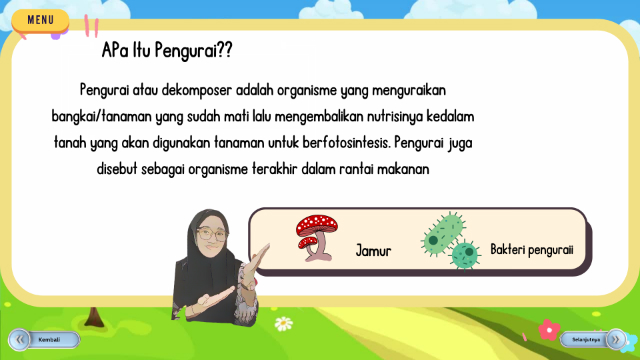 MENU
APa Itu Pengurai??
Pengurai atau dekomposer adalah organisme yang menguraikan
bangkai/tanaman yang sudah mati lalu mengembalikan nutrisinya kedalam
tanah yang akan digunakan tanaman untuk berfotosintesis. Pengurai juga
disebut sebagai organisme terakhir dalam rantai makanan
Jamur
Bakteri penguraiii
Kembali
Selanjutnya